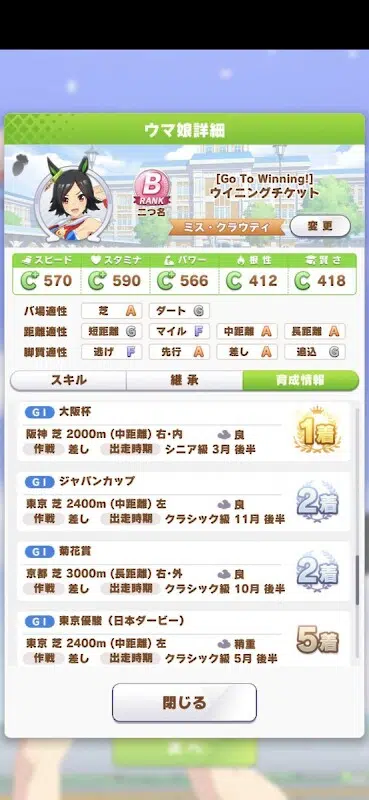 ウマ娘詳細
B
RANK
二つ名
[Go To Winning!]
ウイニングチケット
ミス・クラウディ
変更
スピード スタミナ パワー 根性 賢さ
C+ 570 C+ 590 C+ 566 C 412 C 418
バ場適性 芝 A ダート G
距離適性 短距離 G マイル F 中距離 A 長距離 A
脚質適性 逃げ F 先行 A 差し A 追込 G
スキル 継承 育成情報
GI 大阪杯
阪神 芝 2000m (中距離) 右・内 良
作戦 差し 出走時期 シニア級 3月 後半
1着
GI ジャパンカップ
東京 芝 2400m (中距離) 左 良
作戦 差し 出走時期 クラシック級 11月 後半
2着
GI 菊花賞
京都 芝 3000m (長距離) 右・外 良
作戦 差し 出走時期 クラシック級 10月 後半
2着
GI 東京優駿（日本ダービー）
東京 芝 2400m (中距離) 左 稍重
作戦 差し 出走時期 クラシック級 5月 後半
5着
閉じる